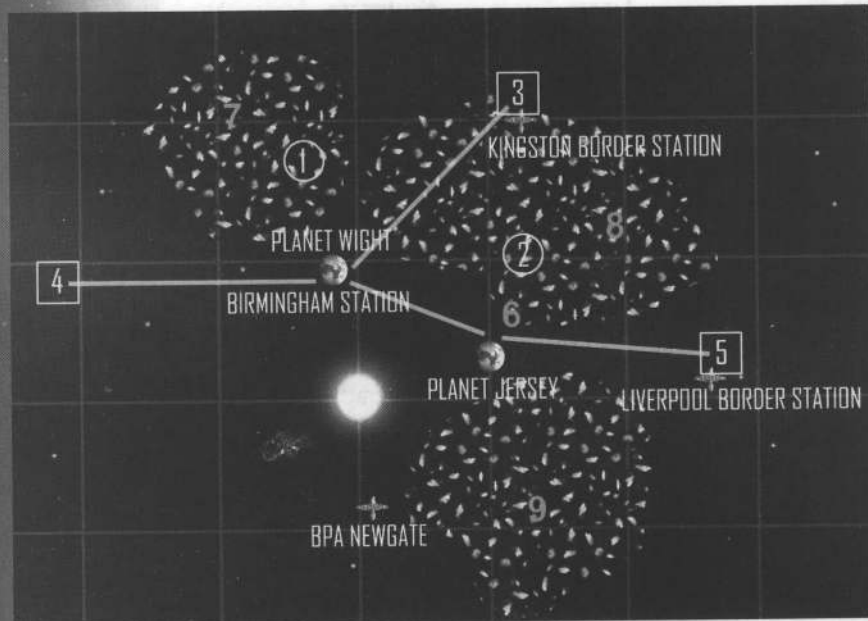 3
7
KINGSTON BORDER STATION
1
8
PLANET WIGHT
2
4
BIRMINGHAM STATION
6
5
PLANET JERSEY
LIVERPOOL BORDER STATION
9
BPA NEWGATE